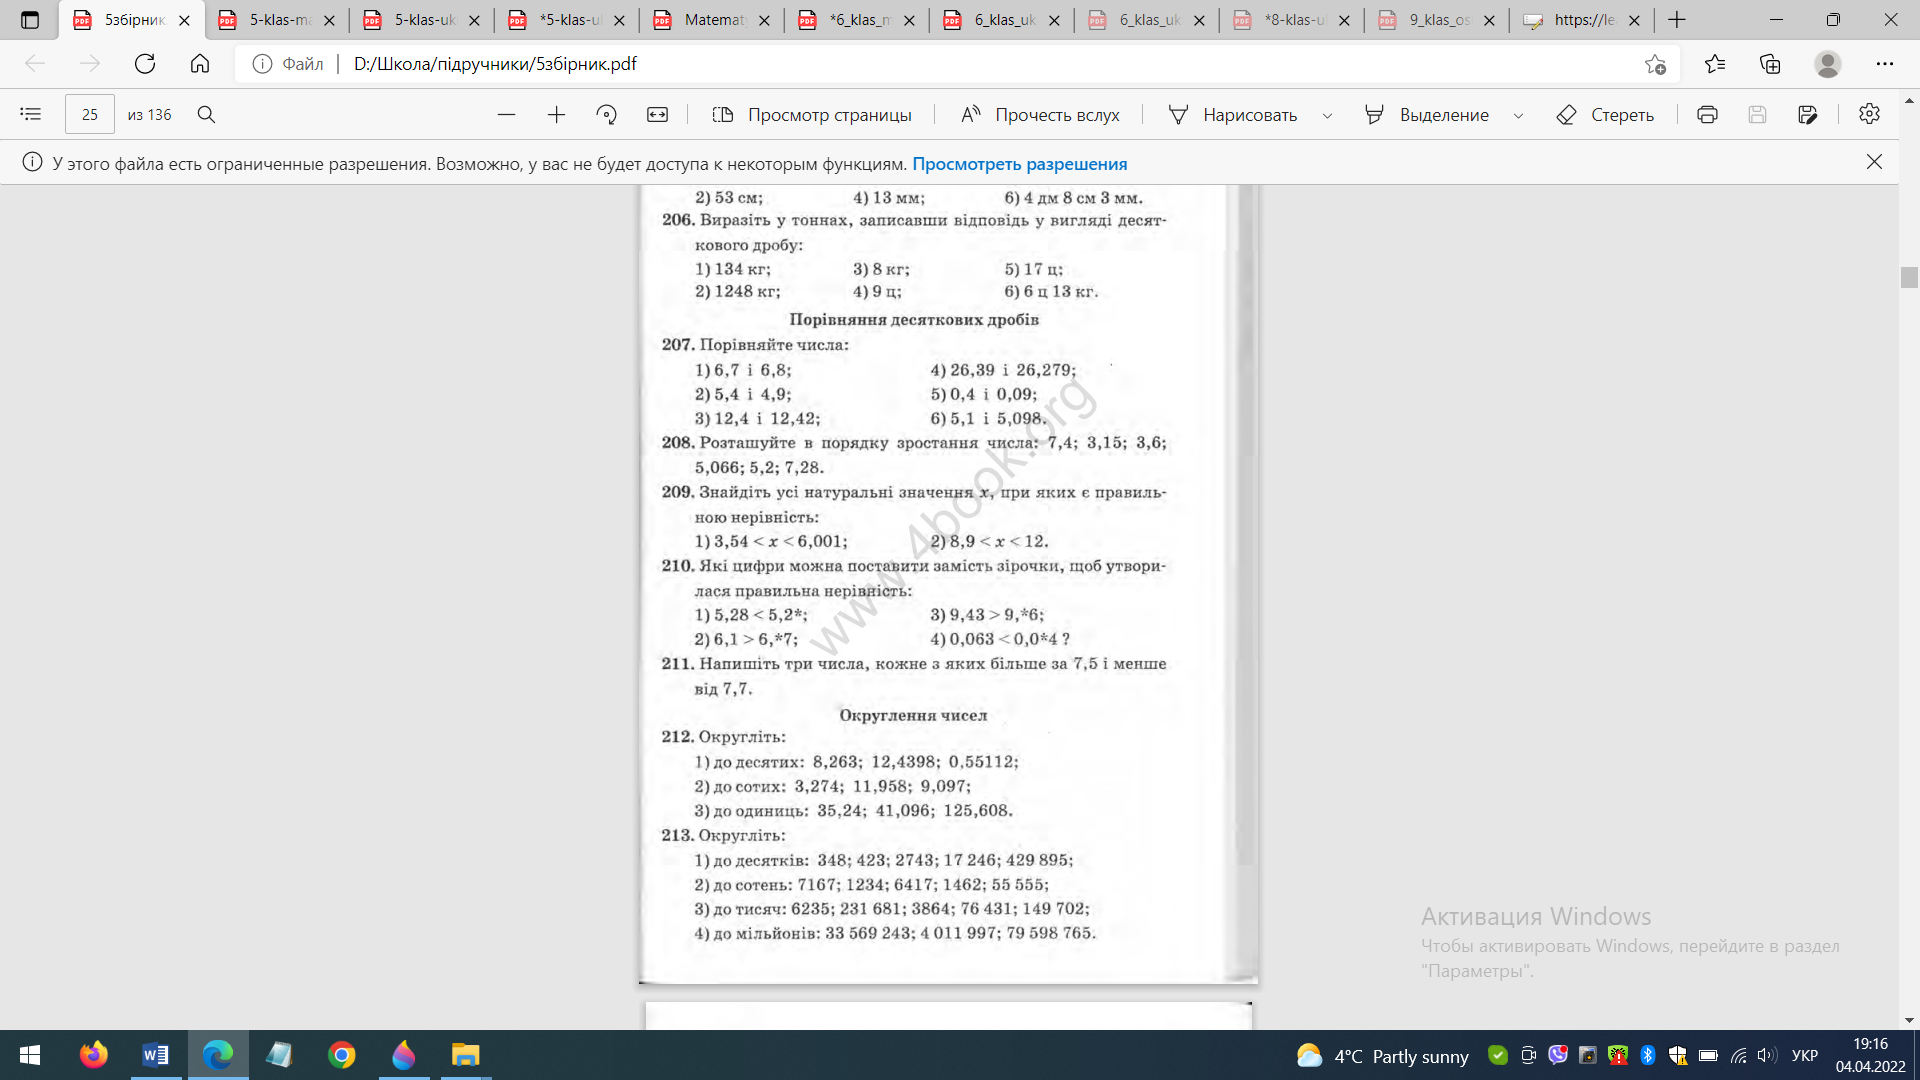 5збірник
5-klas-ma
5-klas-uk
*5-klas-ul
Matemat
*6_klas_m
6_klas_uk
6_klas_uk
*8-klas-ul
9_klas_os
https://le
Файл | D:/Школа/підручники/5збірник.pdf
25 из 136
Просмотр страницы
Прочесть вслух
Нарисовать
Выделение
Стереть
У этого файла есть ограниченные разрешения. Возможно, у вас не будет доступа к некоторым функциям. Просмотреть разрешения
2) 53 см; 4) 13 мм; 6) 4 дм 8 см 3 мм.
206. Виразіть у тоннах, записавши відповідь у вигляді десят-
кового дробу:
1) 134 кг; 3) 8 кг; 5) 17 ц;
2) 1248 кг; 4) 9 ц; 6) 6 ц 13 кг.
Порівняння десяткових дробів
207. Порівняйте числа:
1) 6,7 і 6,8; 4) 26,39 і 26,279;
2) 5,4 і 4,9; 5) 0,4 і 0,09;
3) 12,4 і 12,42; 6) 5,1 і 5,098.
208. Розташуйте в порядку зростання числа: 7,4; 3,15; 3,6;
5,066; 5,2; 7,28.
209. Знайдіть усі натуральні значення x, при яких є правиль-
ною нерівність:
1) 3,54 < x < 6,001; 2) 8,9 < x < 12.
210. Які цифри можна поставити замість зірочки, щоб утвори-
лася правильна нерівність:
1) 5,28 < 5,2*; 3) 9,43 > 9,*6;
2) 6,1 > 6,*7; 4) 0,063 < 0,0*4 ?
211. Напишіть три числа, кожне з яких більше за 7,5 і менше
від 7,7.
Округлення чисел
212. Округліть:
1) до десятих: 8,263; 12,4398; 0,55112;
2) до сотих: 3,274; 11,958; 9,097;
3) до одиниць: 35,24; 41,096; 125,608.
213. Округліть:
1) до десятків: 348; 423; 2743; 17 246; 429 895;
2) до сотень: 7167; 1234; 6417; 1462; 55 555;
3) до тисяч: 6235; 231 681; 3864; 76 431; 149 702;
4) до мільйонів: 33 569 243; 4 011 997; 79 598 765.
www.4book.org
Активация Windows
Чтобы активировать Windows, перейдите в раздел
"Параметры".
4°C Partly sunny
УКР
19:16
04.04.2022